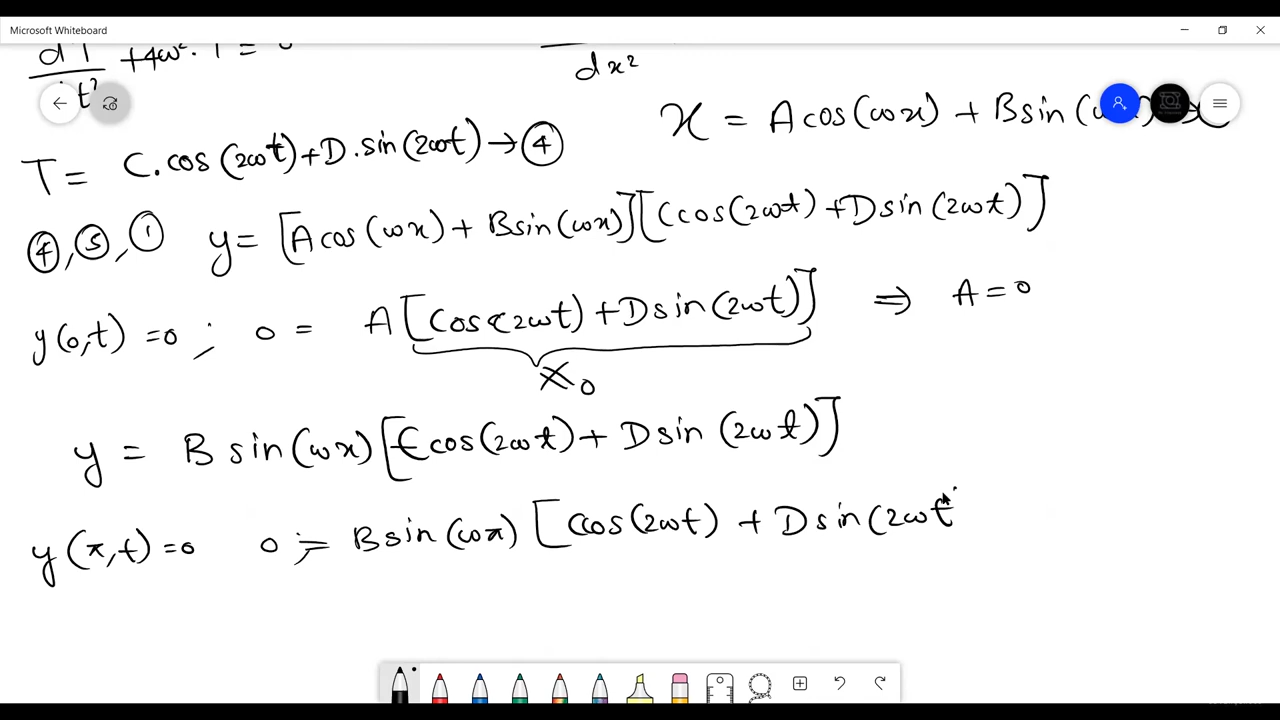 Microsoft Whiteboard
d T / dt² + 4ω² . T = 0
dx²
X = A cos(ωx) + B sin(
T = C.cos(2ωt)+D.sin(2ωt) → ④
④,⑤,① y = [A cos(ωx) + B sin(ωx)][C cos(2ωt) + D sin(2ωt)]
y(0,t) = 0 ; 0 = A[C cos(2ωt) + D sin(2ωt)] ⇒ A = 0
≠ 0
y = B sin(ωx)[C cos(2ωt) + D sin(2ωt)]
y(π,t) = 0 0 = B sin(ωπ) [C cos(2ωt) + D sin(2ωt